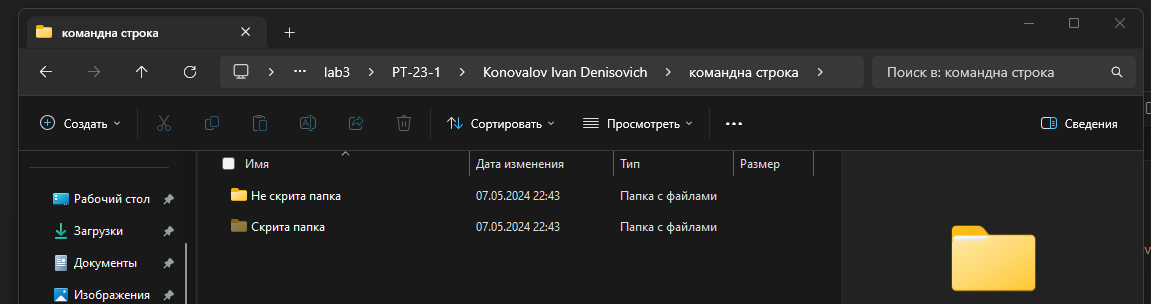 командна строка
lab3 PT-23-1 Konovalov Ivan Denisovich командна строка
Поиск в: командна строка
Создать Сортировать Просмотреть Сведения
Имя Дата изменения Тип Размер
Рабочий стол
Загрузки
Документы
Изображения
Не скрита папка 07.05.2024 22:43 Папка с файлами
Скрита папка 07.05.2024 22:43 Папка с файлами